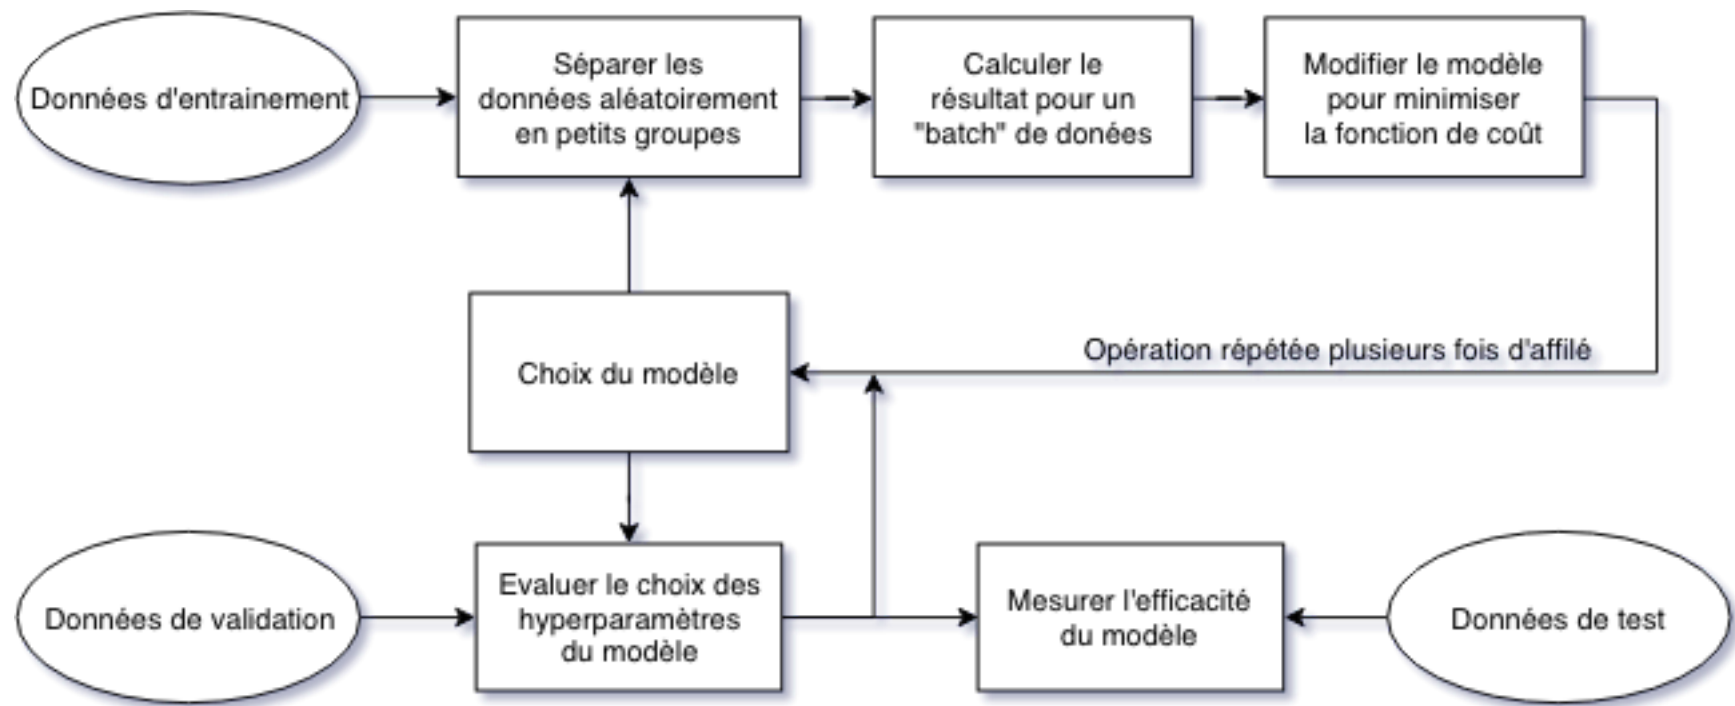 Données d'entrainement
Séparer les
données aléatoirement
en petits groupes
Calculer le
résultat pour un
"batch" de donées
Modifier le modèle
pour minimiser
la fonction de coût
Choix du modèle
Opération répétée plusieurs fois d'affilé
Données de validation
Evaluer le choix des
hyperparamètres
du modèle
Mesurer l'efficacité
du modèle
Données de test